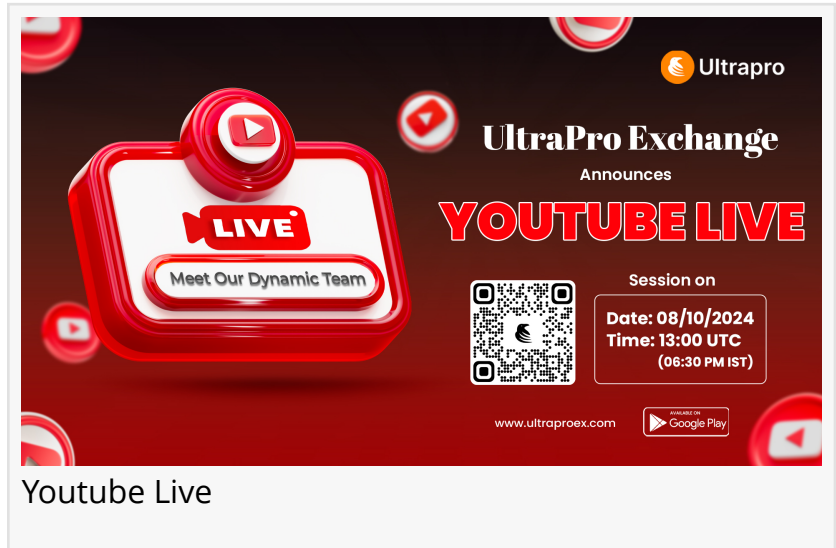 Ultrapro
UltraPro Exchange
Announces
YOUTUBE LIVE
LIVE
Meet Our Dynamic Team
Session on
Date: 08/10/2024
Time: 13:00 UTC
(06:30 PM IST)
www.ultraproex.com
AVAILABLE ON
Google Play
Youtube Live